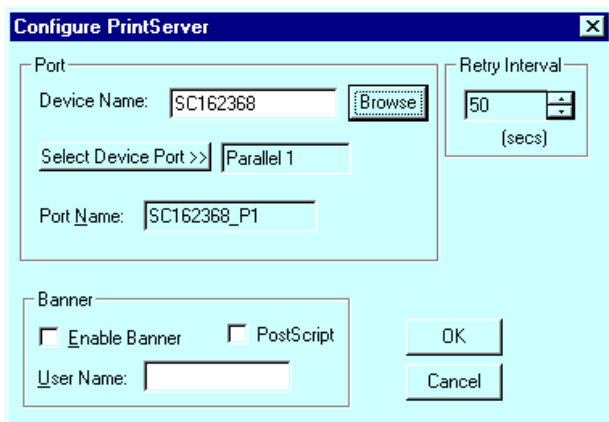 Configure PrintServer
Port
Device Name: SC162368 Browse
Select Device Port >> Parallel 1
Port Name: SC162368_P1
Retry Interval
50
(secs)
Banner
Enable Banner PostScript
User Name:
OK
Cancel